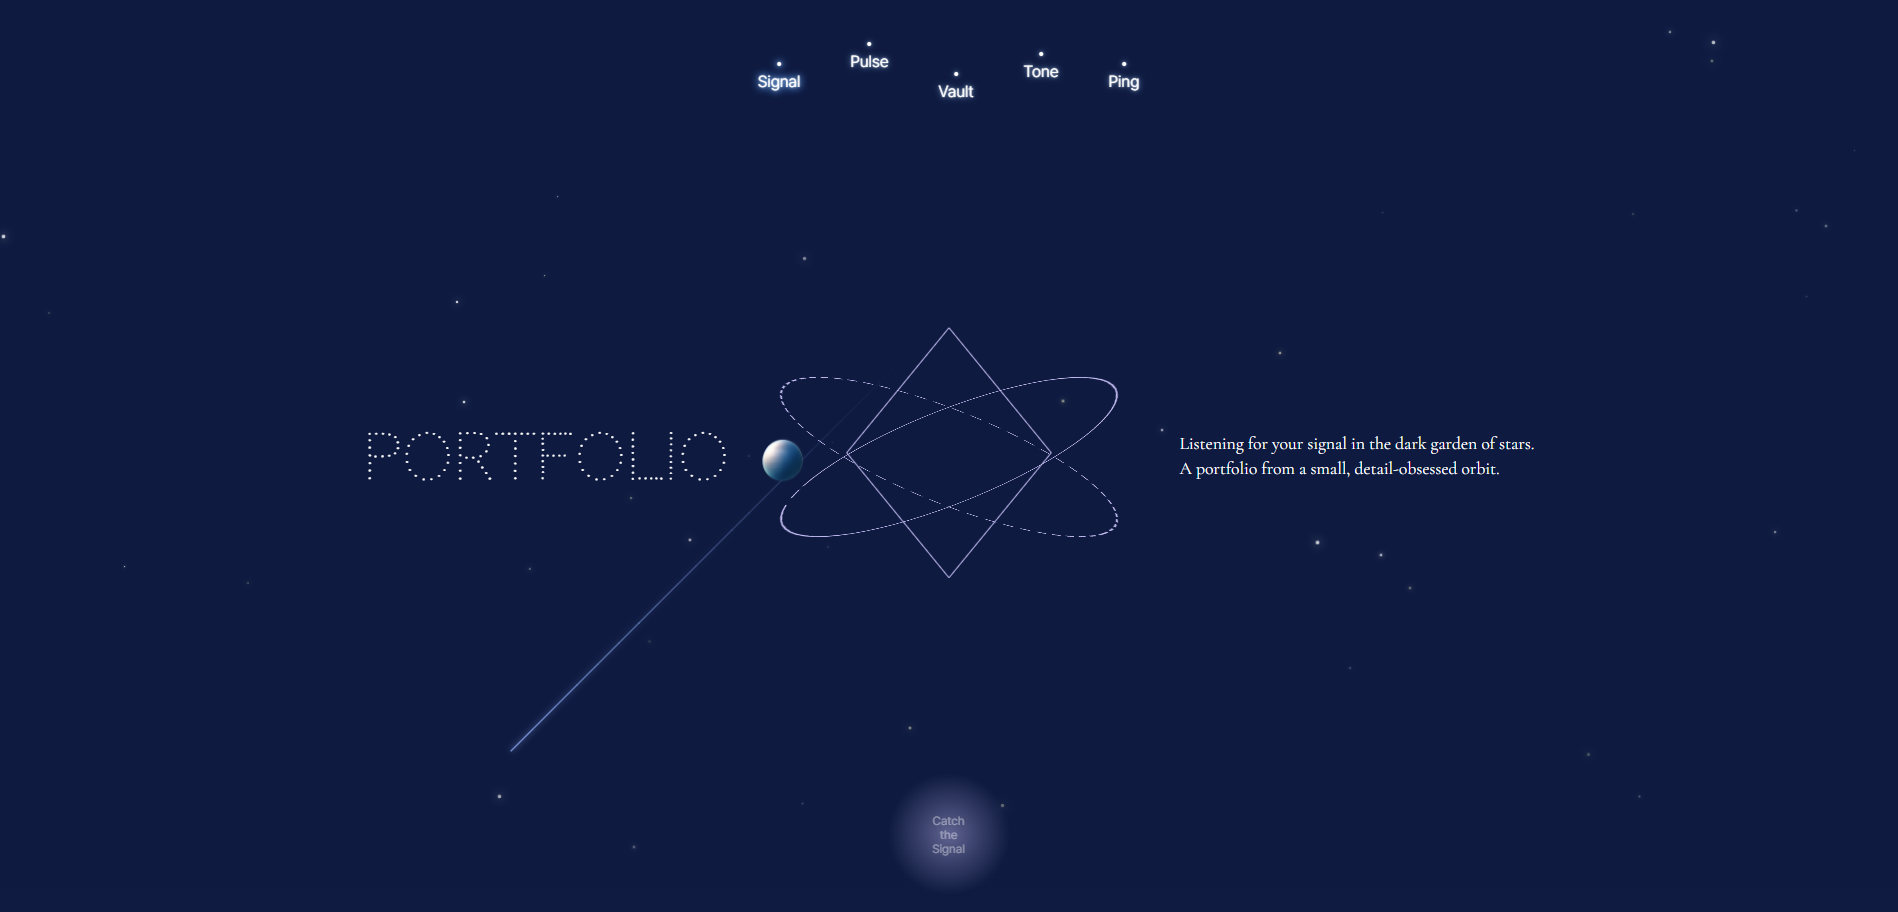 Signal
Pulse
Vault
Tone
Ping
PORTFOLIO
Listening for your signal in the dark garden of stars.
A portfolio from a small, detail-obsessed orbit.
Catch
the
Signal